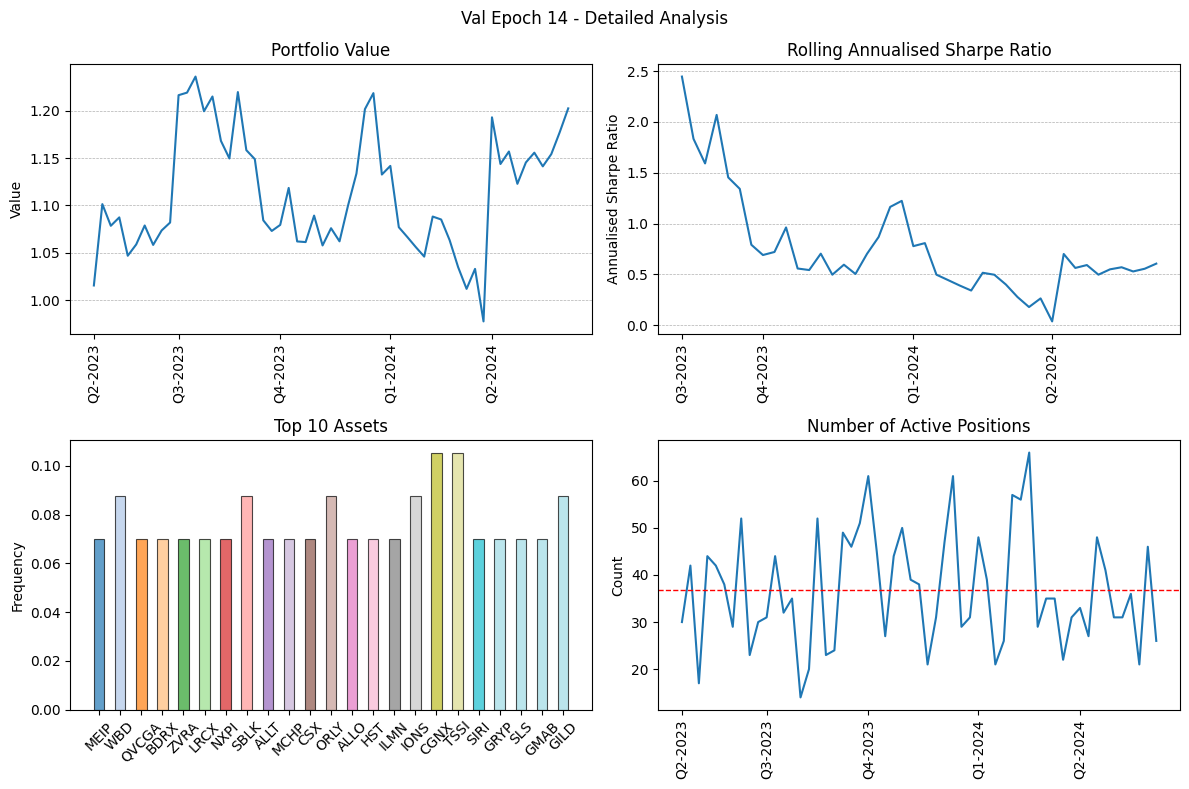 Val Epoch 14 - Detailed Analysis
Portfolio Value
Value
1.20
1.15
1.10
1.05
1.00
Q2-2023
Q3-2023
Q4-2023
Q1-2024
Q2-2024
Rolling Annualised Sharpe Ratio
Annualised Sharpe Ratio
2.5
2.0
1.5
1.0
0.5
0.0
Q3-2023
Q4-2023
Q1-2024
Q2-2024
Top 10 Assets
Frequency
0.10
0.08
0.06
0.04
0.02
0.00
MEIP
WBD
QVCGA
BDRX
ZVRA
LRCX
NXPI
SBLK
ALLT
MCHP
CSX
ORLY
ALLO
HST
ILMN
IONS
CGNX
TSSI
SIRI
GRYP
SLS
GMAB
GILD
Number of Active Positions
Count
60
50
40
30
20
Q2-2023
Q3-2023
Q4-2023
Q1-2024
Q2-2024